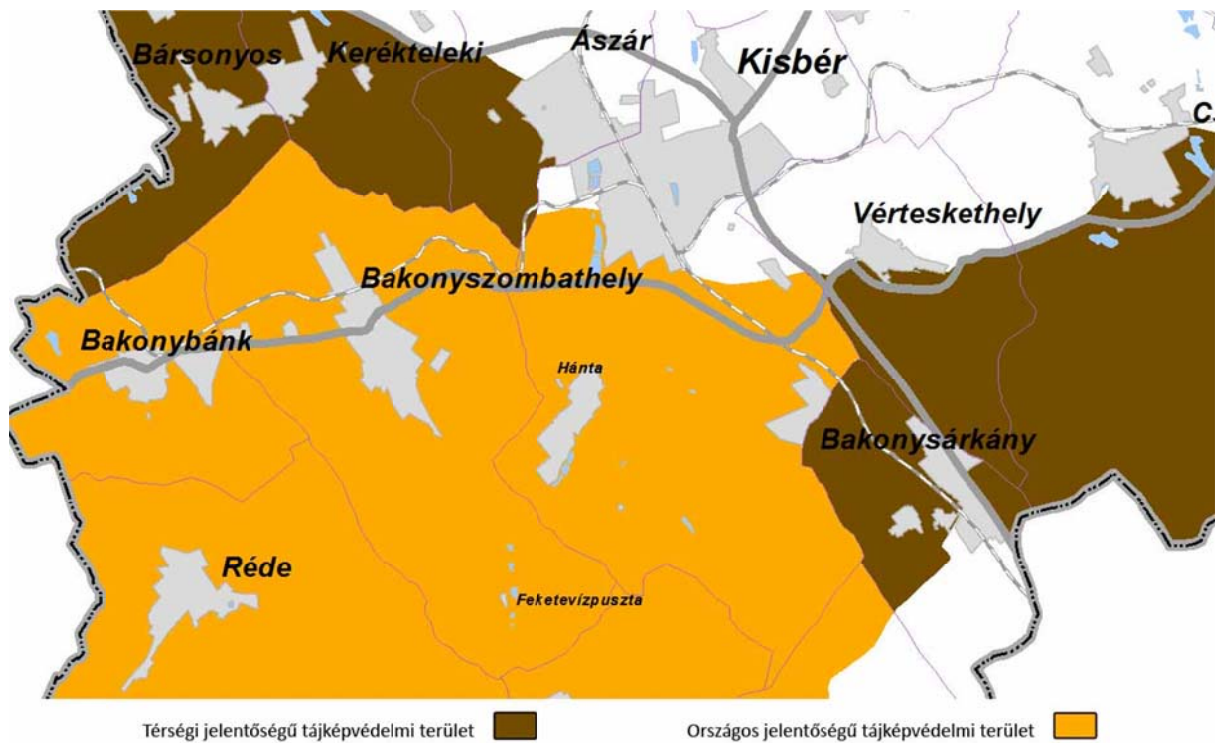 Bársonyos
Kerékteleki
Ászár
Kisbér
C.
Vérteskethely
Bakonyszombathely
Bakonybánk
Hánta
Bakonysárkány
Réde
Feketevízpuszta
Térségi jelentőségű tájképvédelmi terület
Országos jelentőségű tájképvédelmi terület